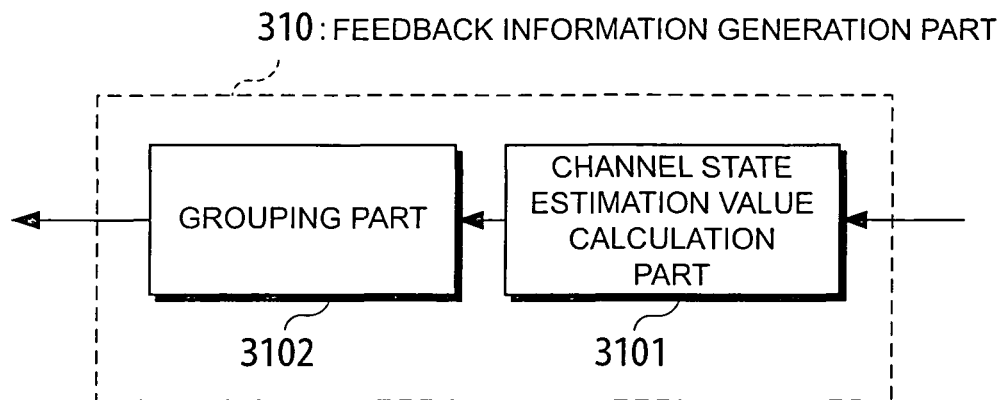 310 : FEEDBACK INFORMATION GENERATION PART
GROUPING PART
CHANNEL STATE
ESTIMATION VALUE
CALCULATION
PART
3102
3101